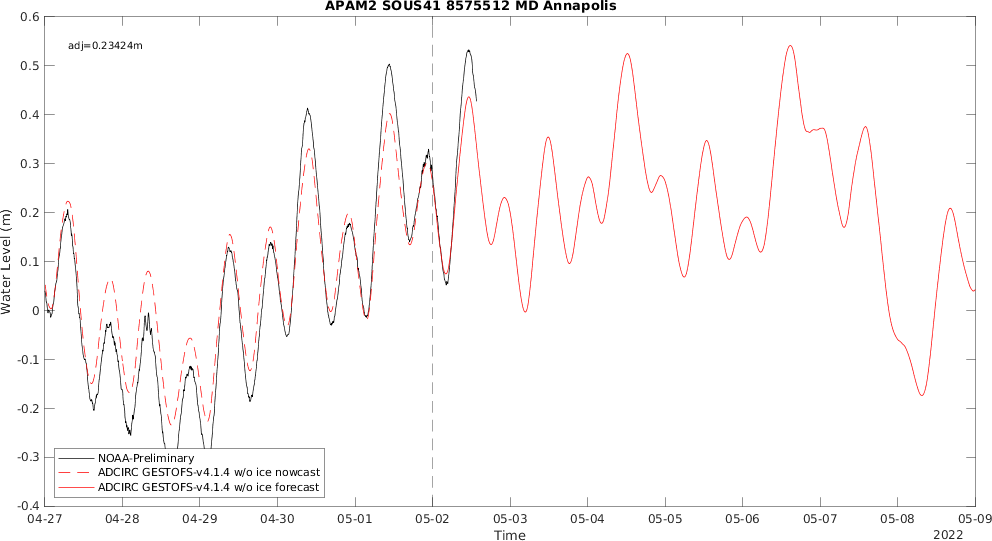 APAM2 SOUS41 8575512 MD Annapolis
adj=0.23424m
Water Level (m)
0.6
0.5
0.4
0.3
0.2
0.1
0
-0.1
-0.2
-0.3
-0.4
NOAA-Preliminary
ADCIRC GESTOFS-v4.1.4 w/o ice nowcast
ADCIRC GESTOFS-v4.1.4 w/o ice forecast
04-27 04-28 04-29 04-30 05-01 05-02 05-03 05-04 05-05 05-06 05-07 05-08 05-09
Time
2022